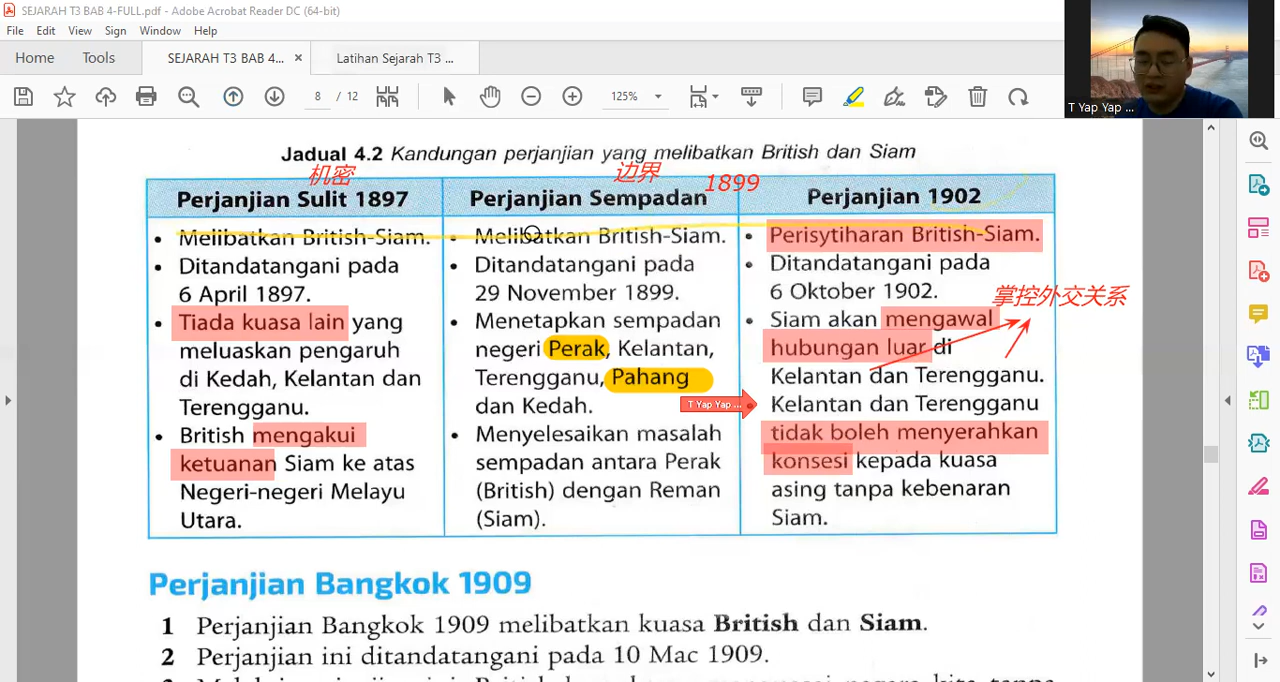 SEJARAH T3 BAB 4-FULL.pdf - Adobe Acrobat Reader DC (64-bit)
File Edit View Sign Window Help
Home Tools SEJARAH T3 BAB 4... × Latihan Sejarah T3 ...
8 / 12 125%
T Yap Yap ...
Jadual 4.2 Kandungan perjanjian yang melibatkan British dan Siam
机密
Perjanjian Sulit 1897
• Melibatkan British-Siam.
• Ditandatangani pada
6 April 1897.
• Tiada kuasa lain yang
meluaskan pengaruh
di Kedah, Kelantan dan
Terengganu.
• British mengakui
ketuanan Siam ke atas
Negeri-negeri Melayu
Utara.
边界
Perjanjian Sempadan 1899
• Melibatkan British-Siam.
• Ditandatangani pada
29 November 1899.
• Menetapkan sempadan
negeri Perak, Kelantan,
Terengganu, Pahang
dan Kedah.
• Menyelesaikan masalah
sempadan antara Perak
(British) dengan Reman
(Siam).
Perjanjian 1902
• Perisytiharan British-Siam.
• Ditandatangani pada
6 Oktober 1902.
掌控外交关系
• Siam akan mengawal
hubungan luar di
Kelantan dan Terengganu.
T Yap Yap ...
• Kelantan dan Terengganu
tidak boleh menyerahkan
konsesi kepada kuasa
asing tanpa kebenaran
Siam.
Perjanjian Bangkok 1909
1 Perjanjian Bangkok 1909 melibatkan kuasa British dan Siam.
2 Perjanjian ini ditandatangani pada 10 Mac 1909.